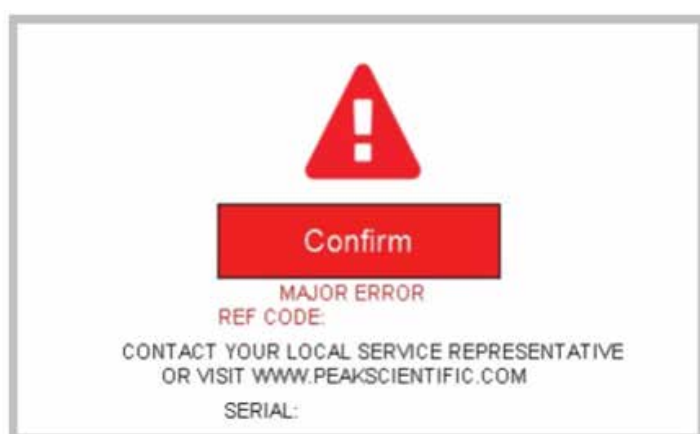 Confirm
MAJOR ERROR
REF CODE:
CONTACT YOUR LOCAL SERVICE REPRESENTATIVE
OR VISIT WWW.PEAKSCIENTIFIC.COM
SERIAL: